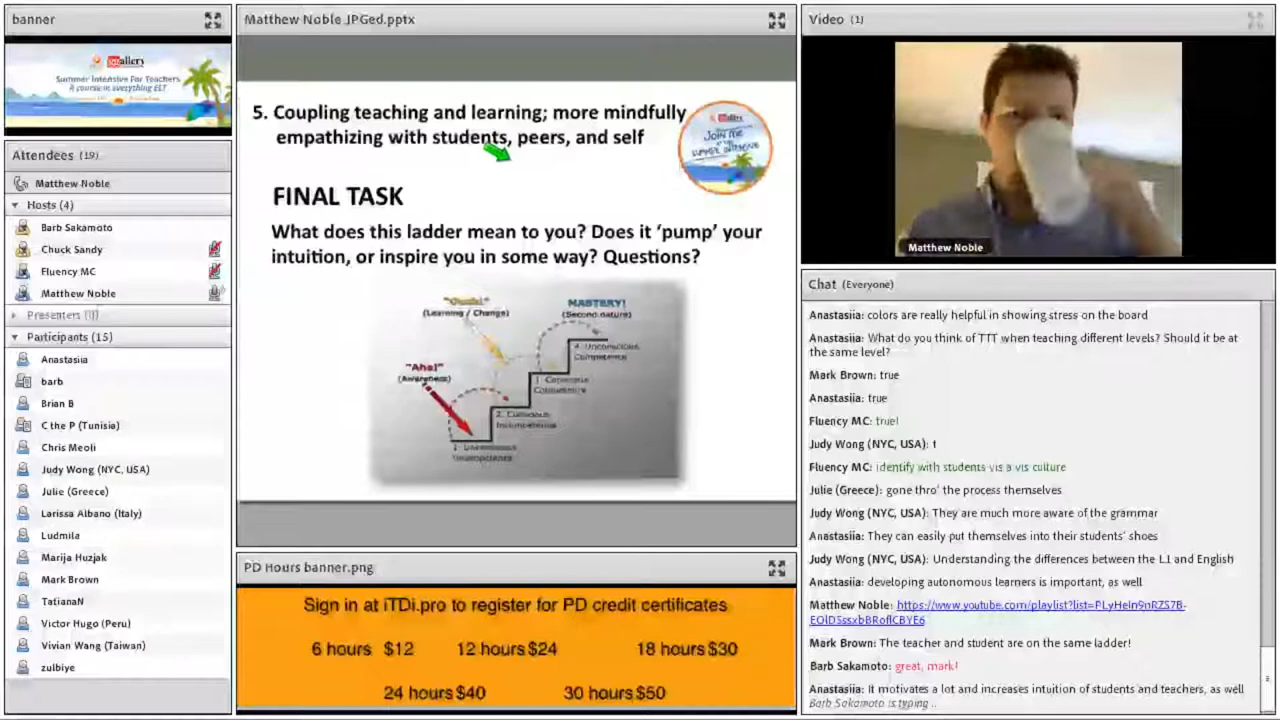 banner
Summer Intensive For Teachers
A course in everything ELT
Attendees (19)
Matthew Noble
Hosts (4)
Barb Sakamoto
Chuck Sandy
Fluency MC
Matthew Noble
Presenters (0)
Participants (15)
Anastasiia
barb
Brian B
C the P (Tunisia)
Chris Meoli
Judy Wong (NYC, USA)
Julie (Greece)
Larissa Albano (Italy)
Ludmila
Marija Huzjak
Mark Brown
TatianaN
Victor Hugo (Peru)
Vivian Wang (Taiwan)
zulbiye
Matthew Noble JPGed.pptx
5. Coupling teaching and learning; more mindfully
empathizing with students, peers, and self
JOIN ME
SUMMER INTENSIVE
FINAL TASK
What does this ladder mean to you? Does it ‘pump’ your
intuition, or inspire you in some way? Questions?
(Learning / Change)
MASTERY!
(Second nature)
"Aha!"
(Awareness)
4. Unconscious
Competence
3. Conscious
Competence
2. Conscious
Incompetence
1. Unconscious
Incompetence
PD Hours banner.png
Sign in at iTDi.pro to register for PD credit certificates
6 hours $12 12 hours $24 18 hours $30
24 hours $40 30 hours $50
Video (1)
Matthew Noble
Chat (Everyone)
Anastasiia: colors are really helpful in showing stress on the board
Anastasiia: What do you think of TTT when teaching different levels? Should it be at
the same level?
Mark Brown: true
Anastasiia: true
Fluency MC: true!
Judy Wong (NYC, USA): t
Fluency MC: identify with students vis a vis culture
Julie (Greece): gone thro' the process themselves
Judy Wong (NYC, USA): They are much more aware of the grammar
Anastasiia: They can easily put themselves into their students' shoes
Judy Wong (NYC, USA): Understanding the differences between the L1 and English
Anastasiia: developing autonomous learners is important, as well
Matthew Noble:
Mark Brown: The teacher and student are on the same ladder!
Barb Sakamoto: great, mark!
Anastasiia: It motivates a lot and increases intuition of students and teachers, as well
Barb Sakamoto is typing ..